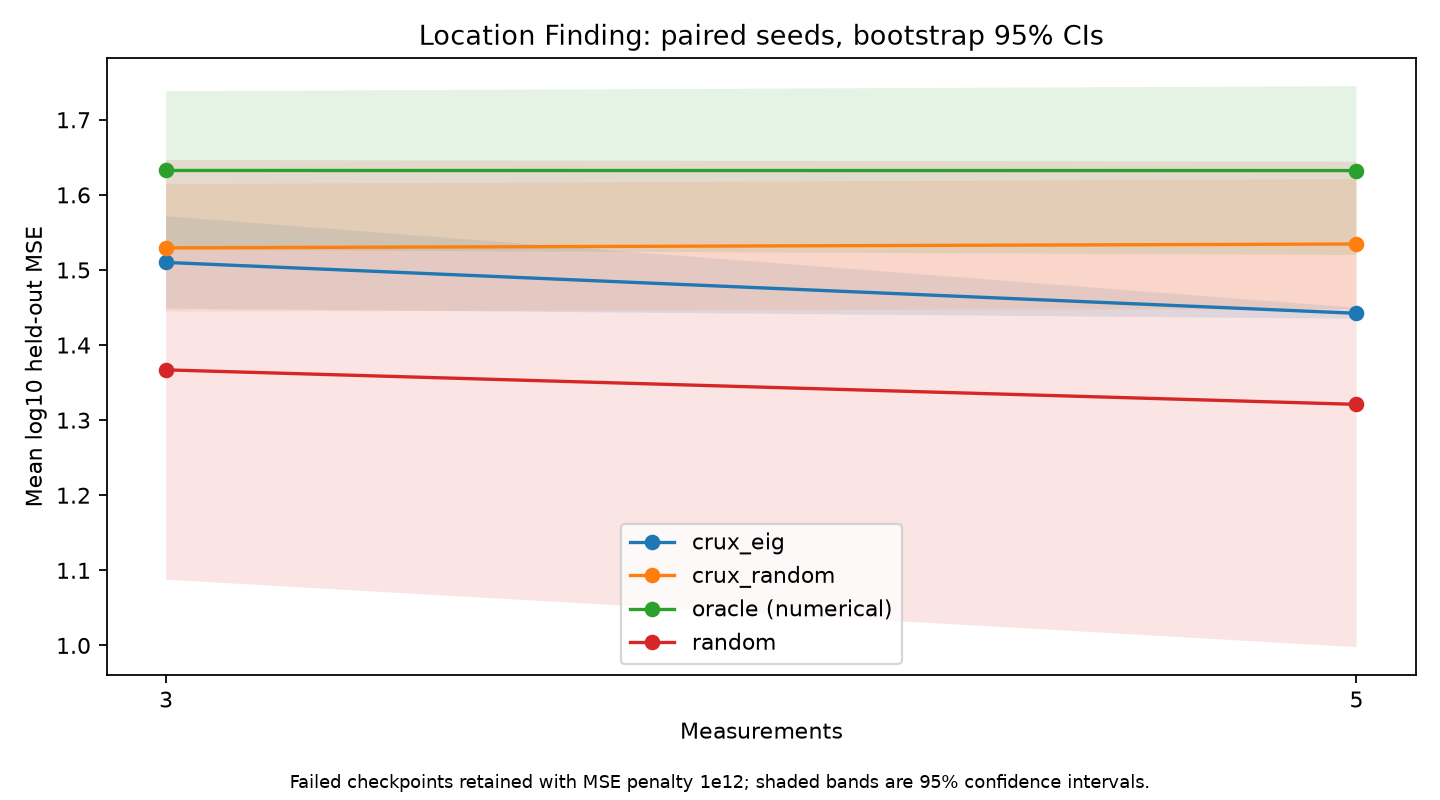 Location Finding: paired seeds, bootstrap 95% CIs
Mean log10 held-out MSE
1.7
1.6
1.5
1.4
1.3
1.2
1.1
1.0
crux_eig
crux_random
oracle (numerical)
random
3
5
Measurements
Failed checkpoints retained with MSE penalty 1e12; shaded bands are 95% confidence intervals.